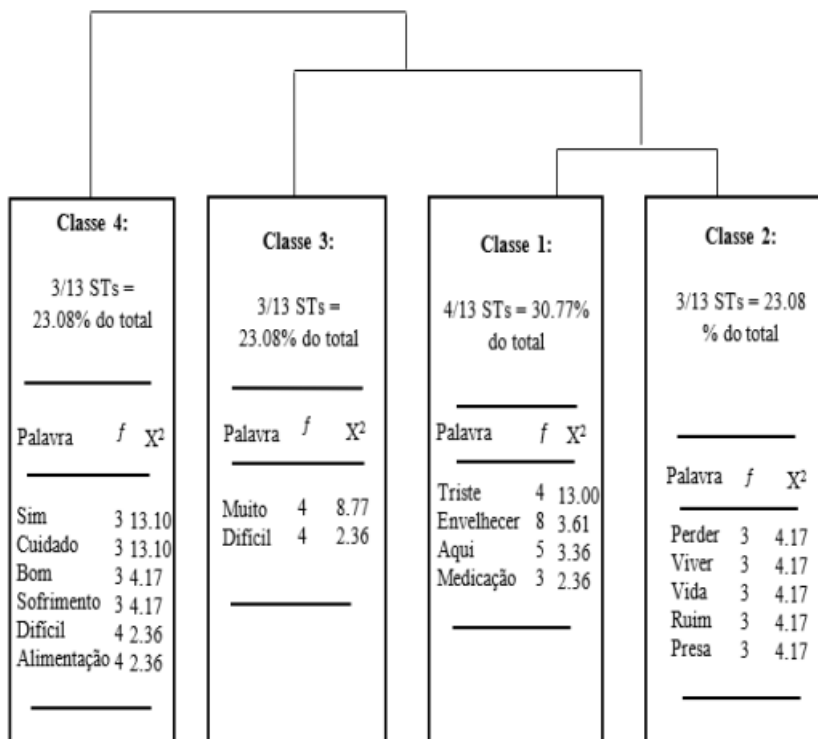 Classe 4:
3/13 STs =
23.08% do total
Palavra f X²
Sim 3 13.10
Cuidado 3 13.10
Bom 3 4.17
Sofrimento 3 4.17
Difícil 4 2.36
Alimentação 4 2.36
Classe 3:
3/13 STs =
23.08% do total
Palavra f X²
Muito 4 8.77
Difícil 4 2.36
Classe 1:
4/13 STs = 30.77%
do total
Palavra f X²
Triste 4 13.00
Envelhecer 8 3.61
Aqui 5 3.36
Medicação 3 2.36
Classe 2:
3/13 STs = 23.08
% do total
Palavra f X²
Perder 3 4.17
Viver 3 4.17
Vida 3 4.17
Ruim 3 4.17
Presa 3 4.17